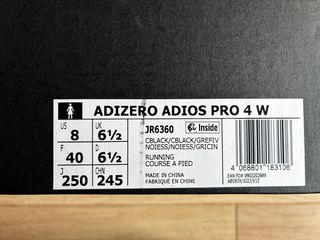 ADIZERO ADIOS PRO 4 W
US 8 UK 6½
F 40 D 6½
J 250 CHN 245
JR6360 Inside
CBLACK/CBLACK/GREFIV
NOIESS/NOIESS/GRICIN
RUNNING
COURSE A PIED
MADE IN CHINA
FABRIQUÉ EN CHINE
4 066801 183106